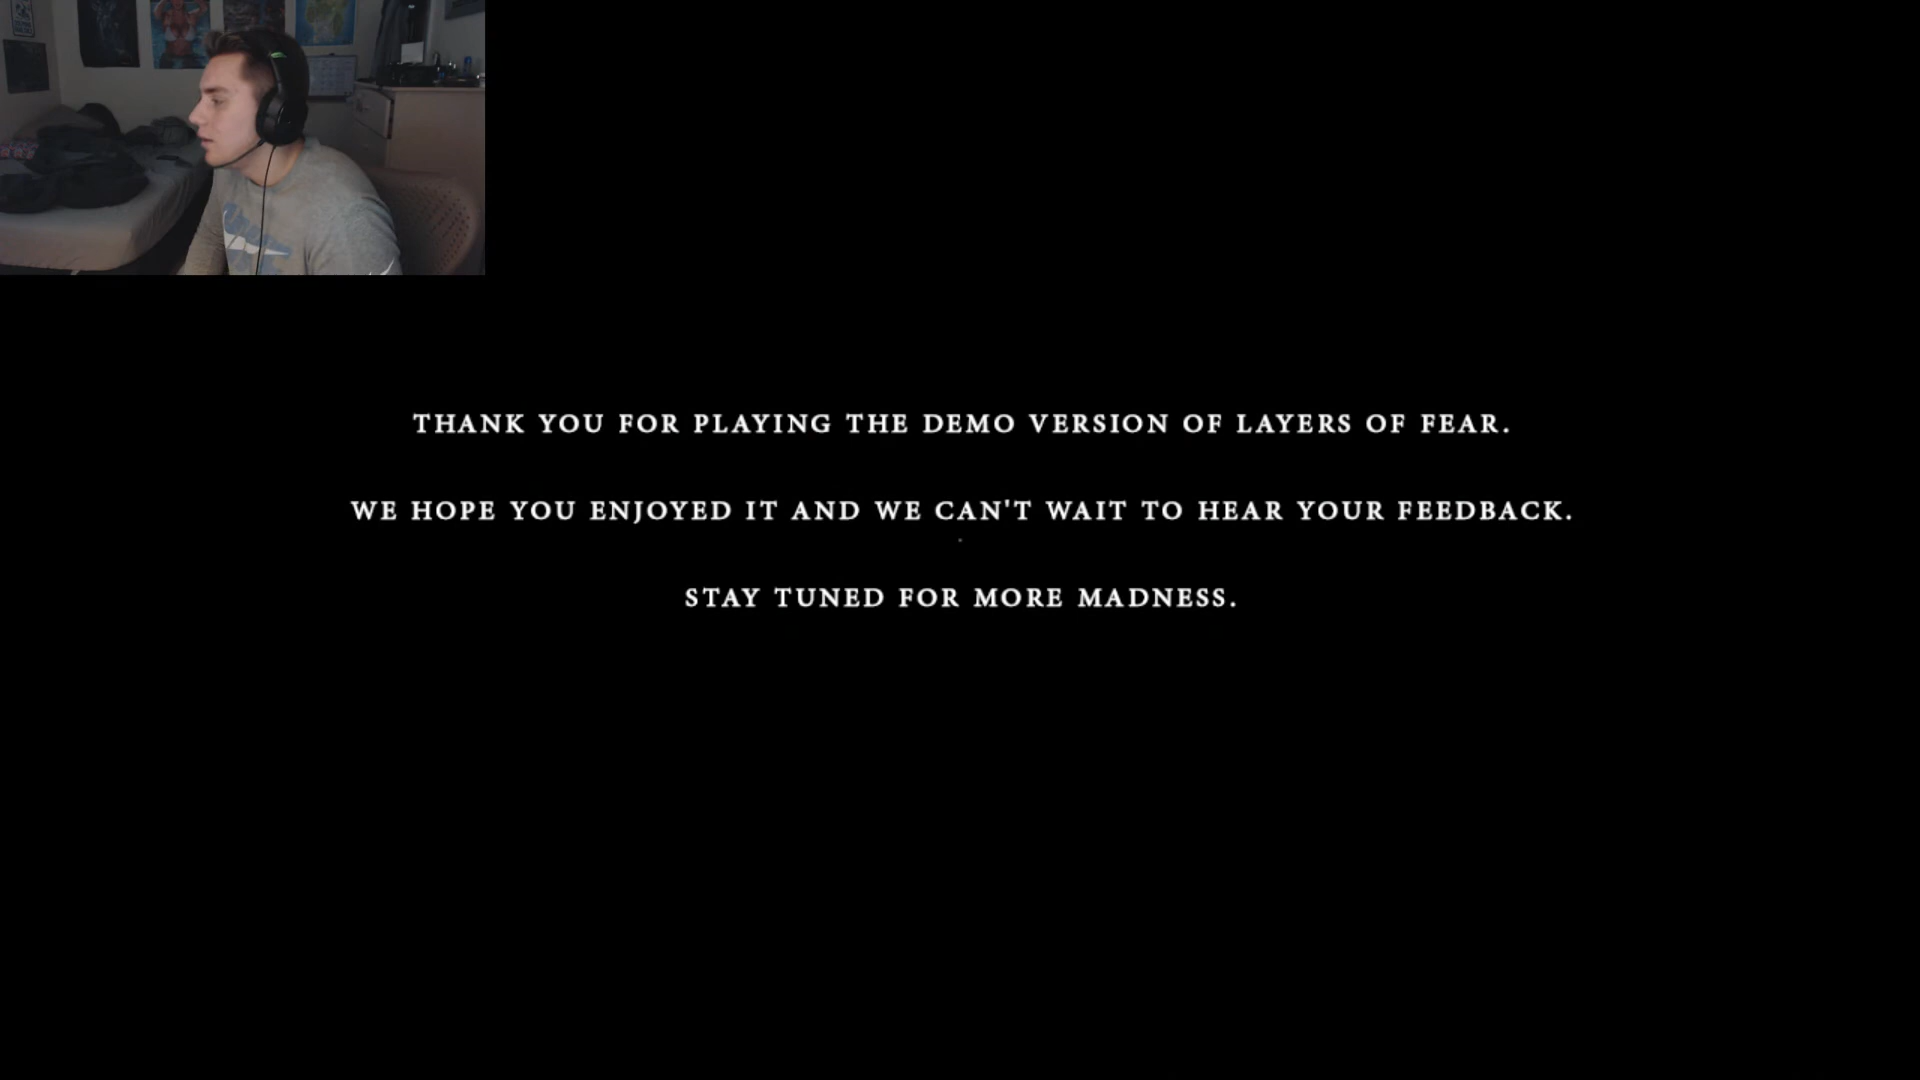 THANK YOU FOR PLAYING THE DEMO VERSION OF LAYERS OF FEAR.
WE HOPE YOU ENJOYED IT AND WE CAN'T WAIT TO HEAR YOUR FEEDBACK.
STAY TUNED FOR MORE MADNESS.